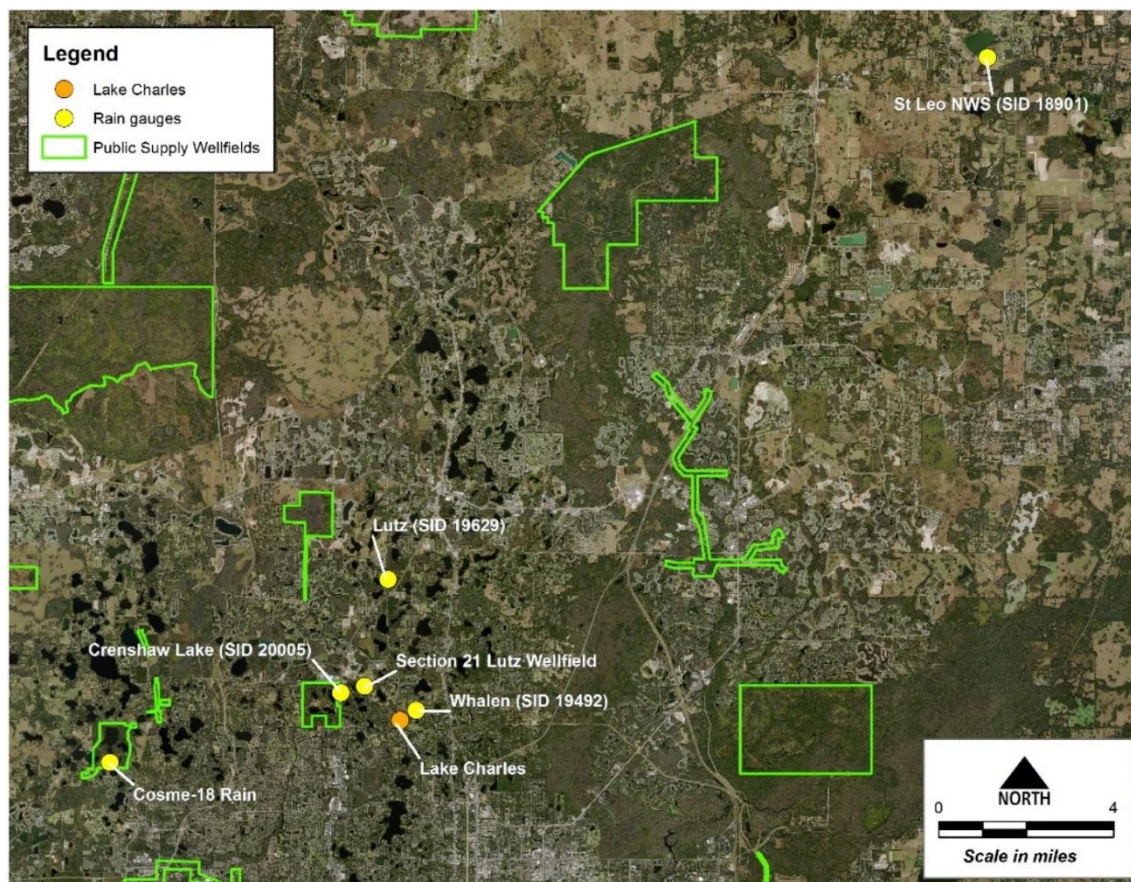 Legend
Lake Charles
Rain gauges
Public Supply Wellfields
St Leo NWS (SID 18901)
Lutz (SID 19629)
Crenshaw Lake (SID 20005)
Section 21 Lutz Wellfield
Whalen (SID 19492)
Lake Charles
Cosme-18 Rain
NORTH
0 4
Scale in miles